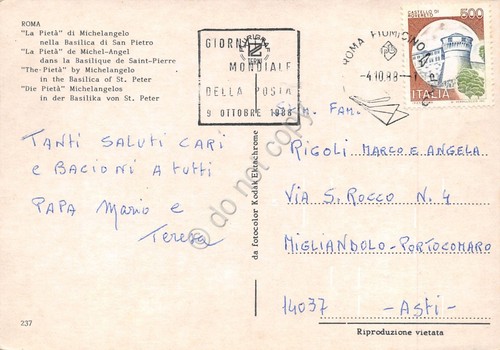 ROMA
"La Pietà" di Michelangelo
nella Basilica di San Pietro
"La Pietà" de Michel-Angel
dans la Basilique de Saint-Pierre
"The Pietà" by Michelangelo
in the Basilica of St. Peter
"Die Pietà" Michelangelos
in der Basilika von St. Peter
GIORNATA
MONDIALE
DELLA POSTA
9 OTTOBRE 1988
ROMA FIUMICINO
-4.10.88-
500
CASTELLO DI
ITALIA
TANTI SALUTI CARI
E BACIONI A TUTTI
PAPA MARIO E
TERESA
do not copy
da fotocolor Kodak Ektachrome
FAM.
RIGOLI MARCO E ANGELA
VIA S. ROCCO N. 4
MIGLIANDOLO-PORTOCOMARO
14037 -ASTI-
237
Riproduzione vietata